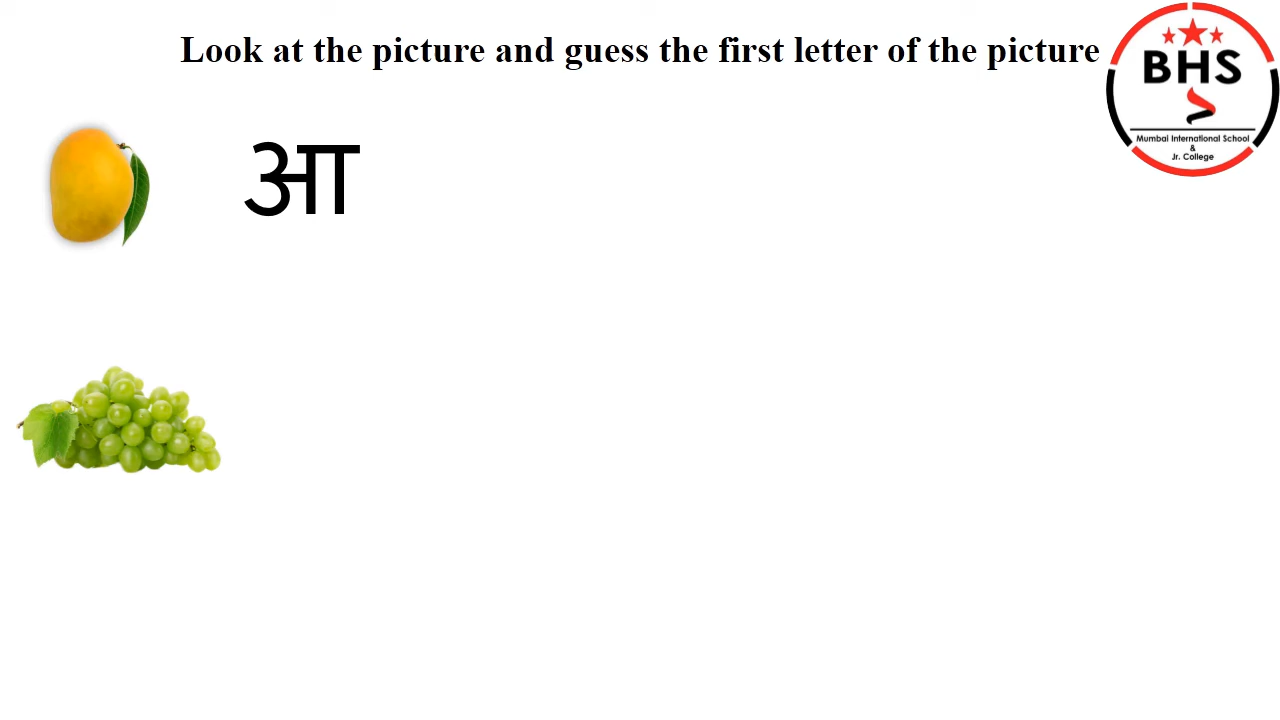 Look at the picture and guess the first letter of the picture
BHS
Mumbai International School
&
Jr. College
आ